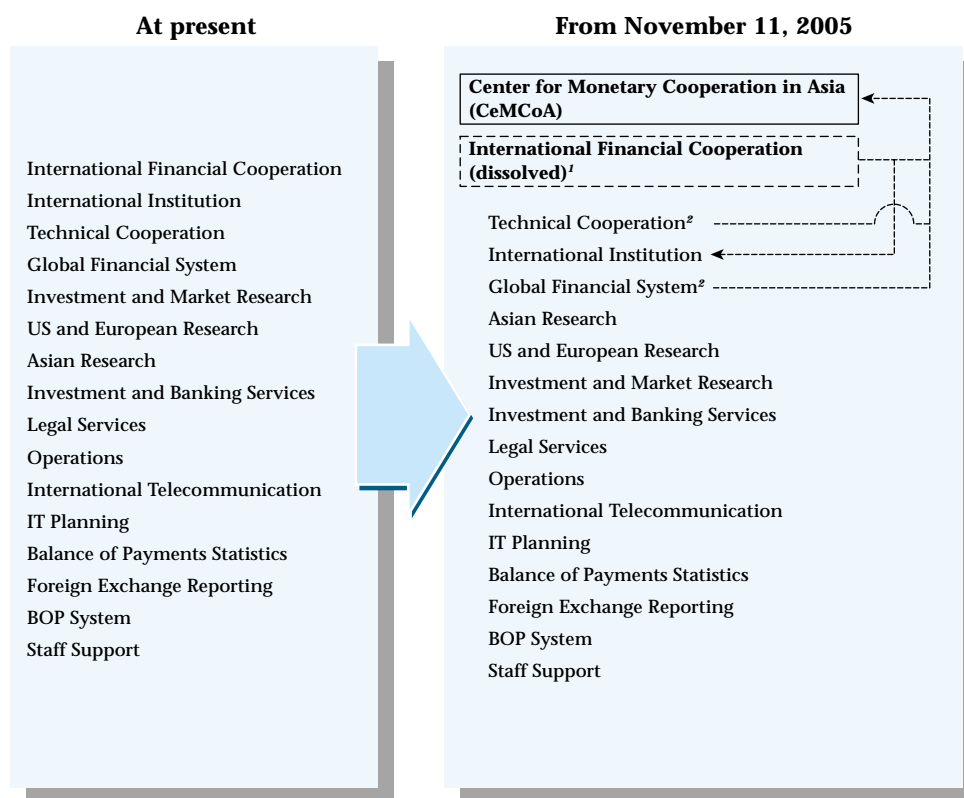 At present
International Financial Cooperation
International Institution
Technical Cooperation
Global Financial System
Investment and Market Research
US and European Research
Asian Research
Investment and Banking Services
Legal Services
Operations
International Telecommunication
IT Planning
Balance of Payments Statistics
Foreign Exchange Reporting
BOP System
Staff Support
From November 11, 2005
Center for Monetary Cooperation in Asia
(CeMCoA)
International Financial Cooperation
(dissolved)¹
Technical Cooperation²
International Institution
Global Financial System²
Asian Research
US and European Research
Investment and Market Research
Investment and Banking Services
Legal Services
Operations
International Telecommunication
IT Planning
Balance of Payments Statistics
Foreign Exchange Reporting
BOP System
Staff Support